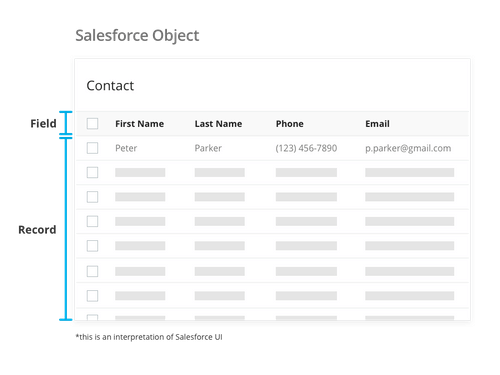 Salesforce Object
Contact
Field
First Name Last Name Phone Email
Peter Parker (123) 456-7890 p.parker@gmail.com
Record
*this is an interpretation of Salesforce UI